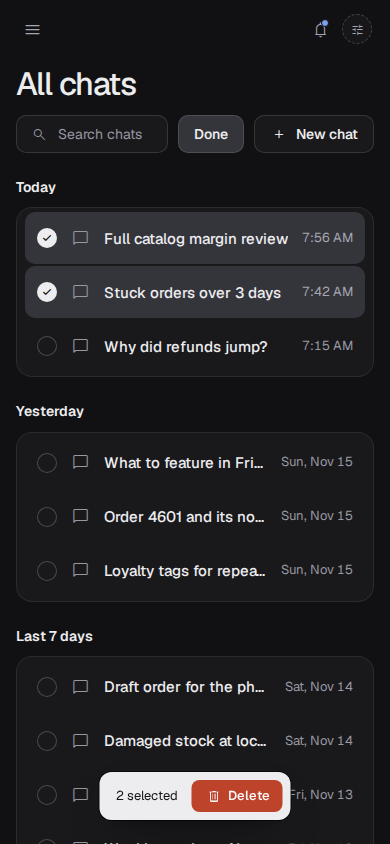 All chats
Search chats
Done
+ New chat
Today
Full catalog margin review 7:56 AM
Stuck orders over 3 days 7:42 AM
Why did refunds jump? 7:15 AM
Yesterday
What to feature in Fri... Sun, Nov 15
Order 4601 and its no... Sun, Nov 15
Loyalty tags for repea... Sun, Nov 15
Last 7 days
Draft order for the ph... Sat, Nov 14
Damaged stock at loc... Sat, Nov 14
Fri, Nov 13
2 selected
Delete